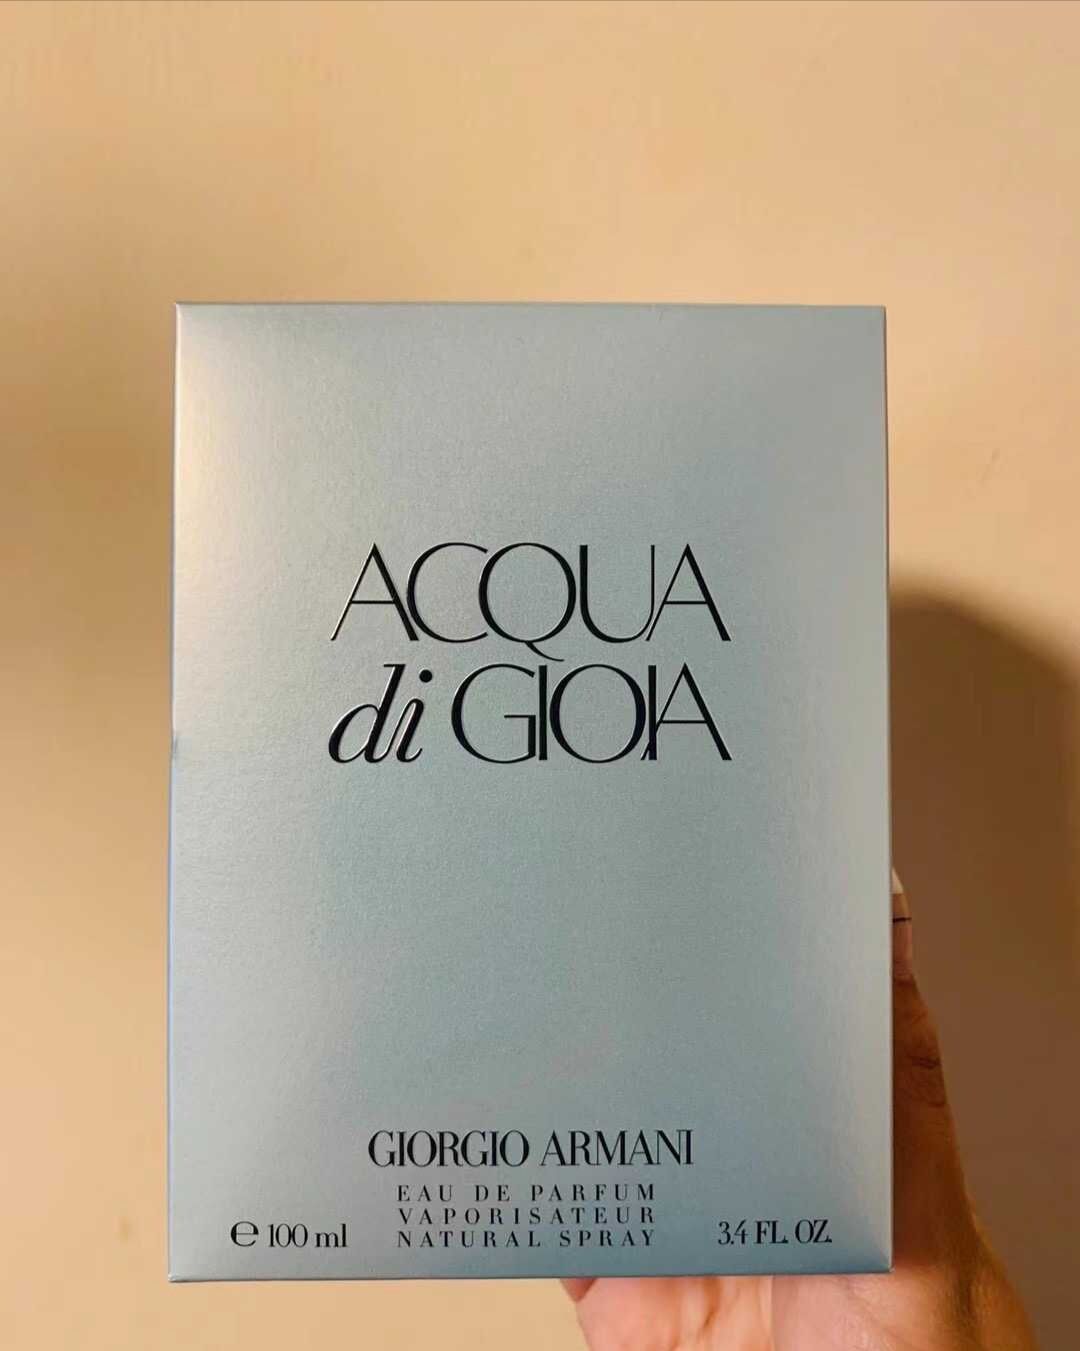 ACQUA
di GIOIA
GIORGIO ARMANI
EAU DE PARFUM
VAPORISATEUR
℮ 100 ml NATURAL SPRAY 3.4 FL. OZ.